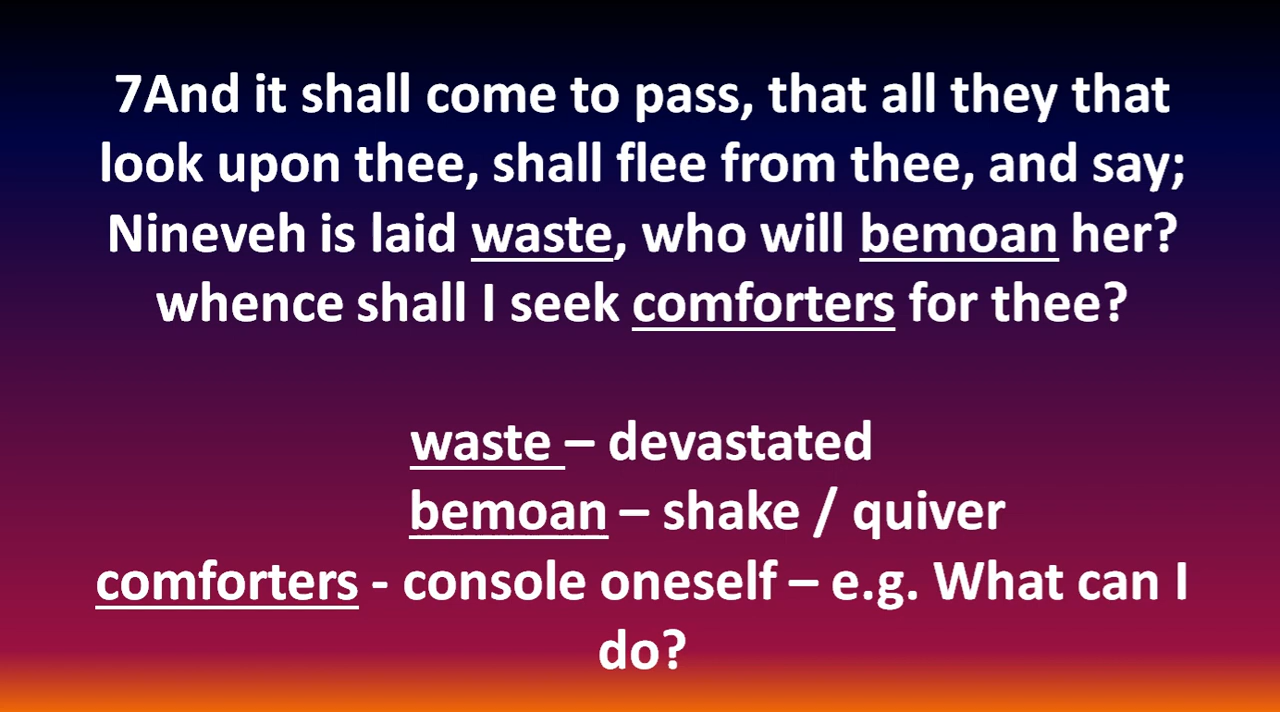 7And it shall come to pass, that all they that
look upon thee, shall flee from thee, and say;
Nineveh is laid waste, who will bemoan her?
whence shall I seek comforters for thee?
waste – devastated
bemoan – shake / quiver
comforters - console oneself – e.g. What can I
do?